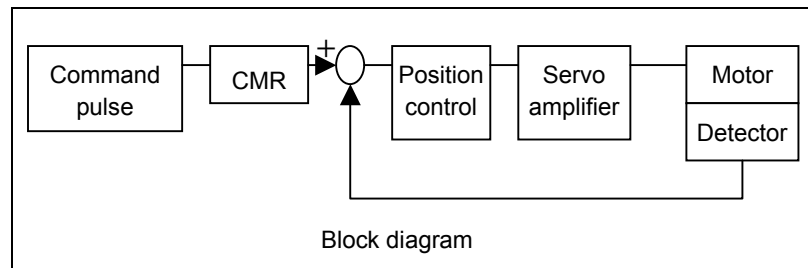 Command
pulse
CMR
+
Position
control
Servo
amplifier
Motor
Detector
Block diagram